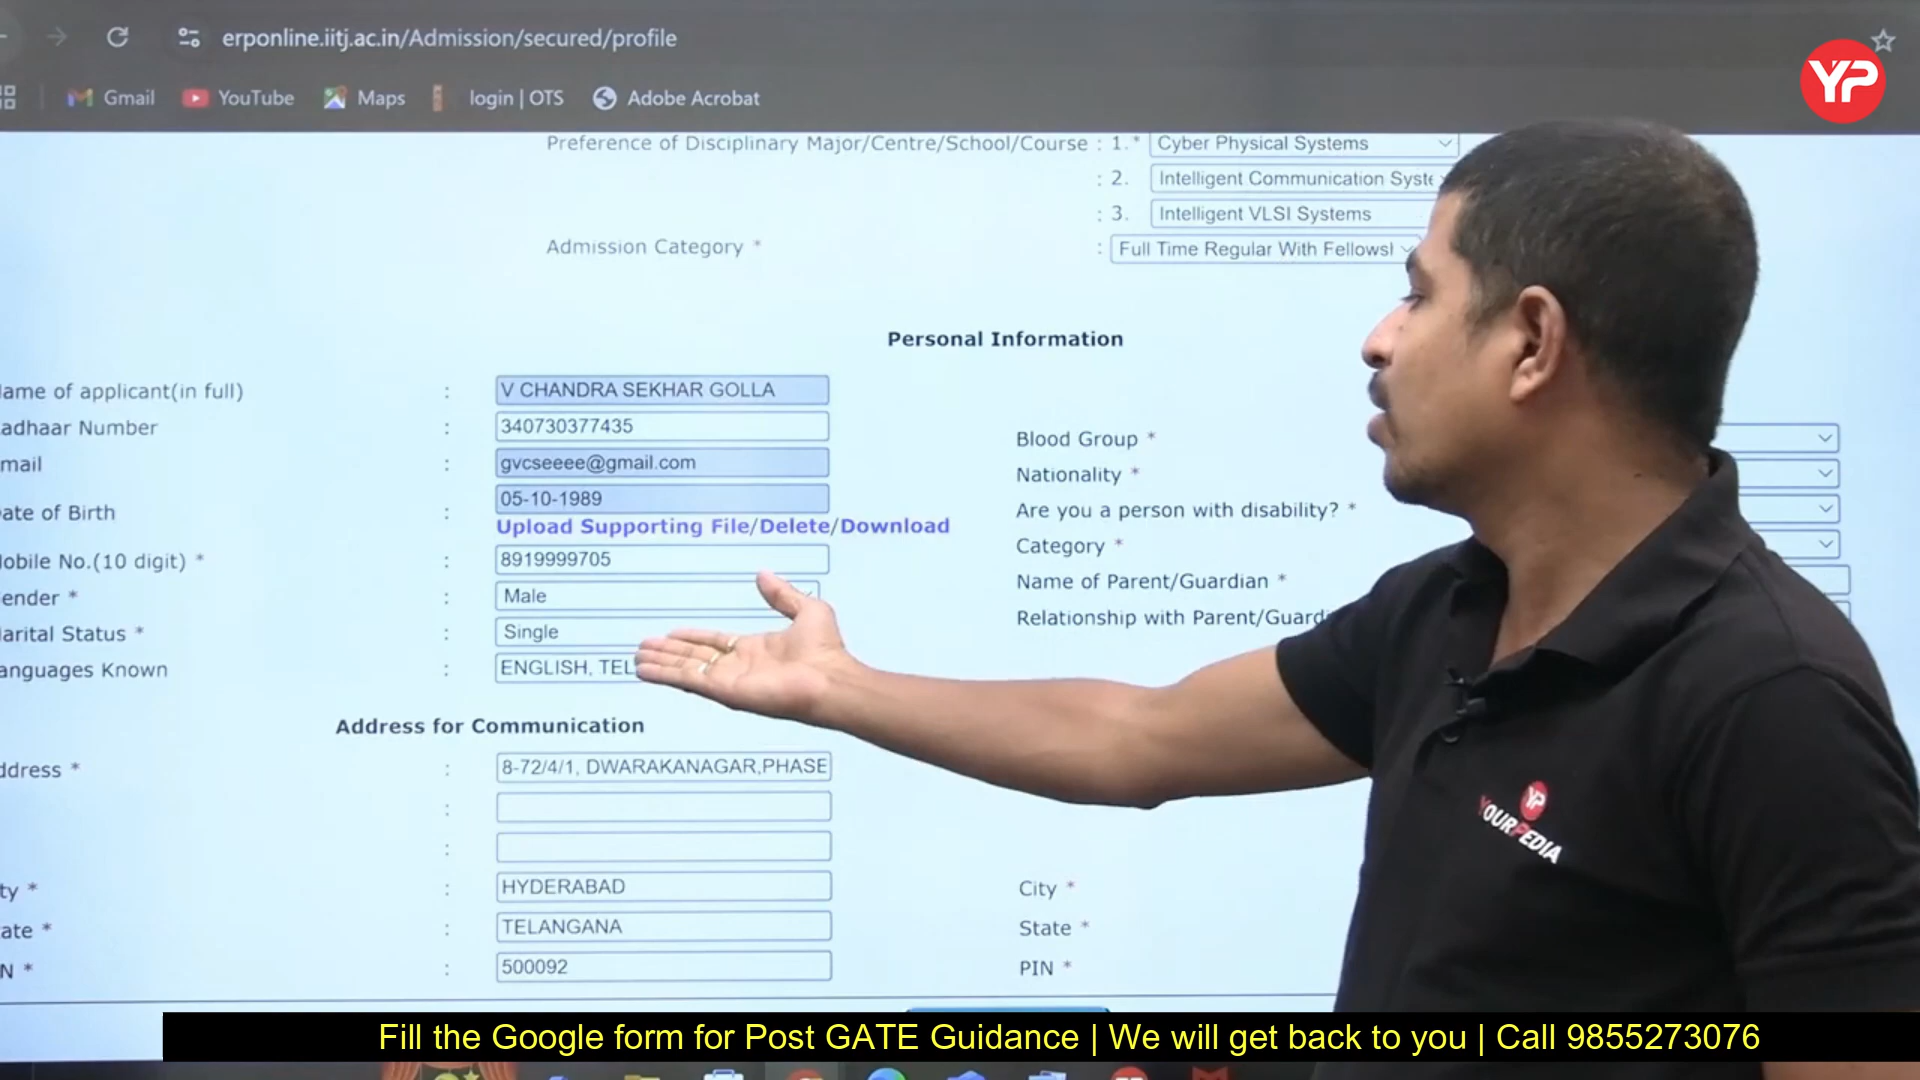 erponline.iitj.ac.in/Admission/secured/profile
YP
Gmail YouTube Maps login | OTS Adobe Acrobat
Preference of Disciplinary Major/Centre/School/Course : 1.* Cyber Physical Systems
: 2. Intelligent Communication Syste
: 3. Intelligent VLSI Systems
Admission Category * : Full Time Regular With Fellowsh
Personal Information
ame of applicant(in full) : V CHANDRA SEKHAR GOLLA
adhaar Number : 340730377435
mail : gvcseeee@gmail.com
ate of Birth : 05-10-1989
Upload Supporting File/Delete/Download
obile No.(10 digit) * : 8919999705
ender * : Male
arital Status * : Single
anguages Known : ENGLISH, TEL
Blood Group *
Nationality *
Are you a person with disability? *
Category *
Name of Parent/Guardian *
Relationship with Parent/Guardi
Address for Communication
ddress * : 8-72/4/1, DWARAKANAGAR,PHASE
:
:
ty * : HYDERABAD
ate * : TELANGANA
N * : 500092
City *
State *
PIN *
YP
YOURPEDIA
Fill the Google form for Post GATE Guidance | We will get back to you | Call 9855273076